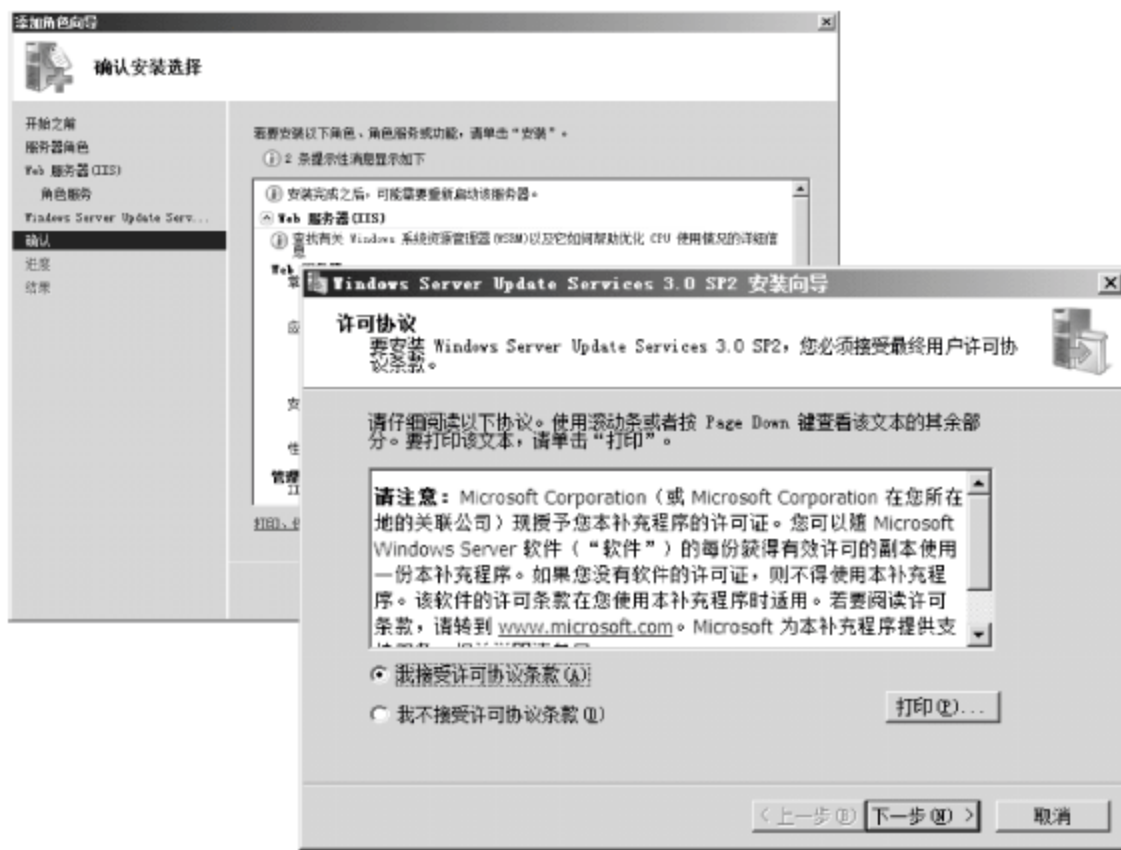 添加角色向导
确认安装选择
开始之前
服务器角色
Web 服务器(IIS)
角色服务
Windows Server Update Serv...
确认
进度
结果
若要安装以下角色、角色服务或功能，请单击“安装”。
2 条提示性消息显示如下
安装完成之后，可能需要重新启动该服务器。
Web 服务器(IIS)
查找有关 Windows 系统资源管理器(WSRM)以及它如何帮助优化 CPU 使用情况的详细信
息
Web
常
应
安
性
管理
II
打印、
Windows Server Update Services 3.0 SP2 安装向导
许可协议
要安装 Windows Server Update Services 3.0 SP2，您必须接受最终用户许可协
议条款。
请仔细阅读以下协议。使用滚动条或者按 Page Down 键查看该文本的其余部
分。要打印该文本，请单击“打印”。
请注意：Microsoft Corporation（或 Microsoft Corporation 在您所在
地的关联公司）现授予您本补充程序的许可证。您可以随 Microsoft
Windows Server 软件（“软件”）的每份获得有效许可的副本使用
一份本补充程序。如果您没有软件的许可证，则不得使用本补充程
序。该软件的许可条款在您使用本补充程序时适用。若要阅读许可
条款，请转到 www.microsoft.com。Microsoft 为本补充程序提供支
我接受许可协议条款(A)
我不接受许可协议条款(D)
打印(P)...
< 上一步(B)
下一步(N) >
取消